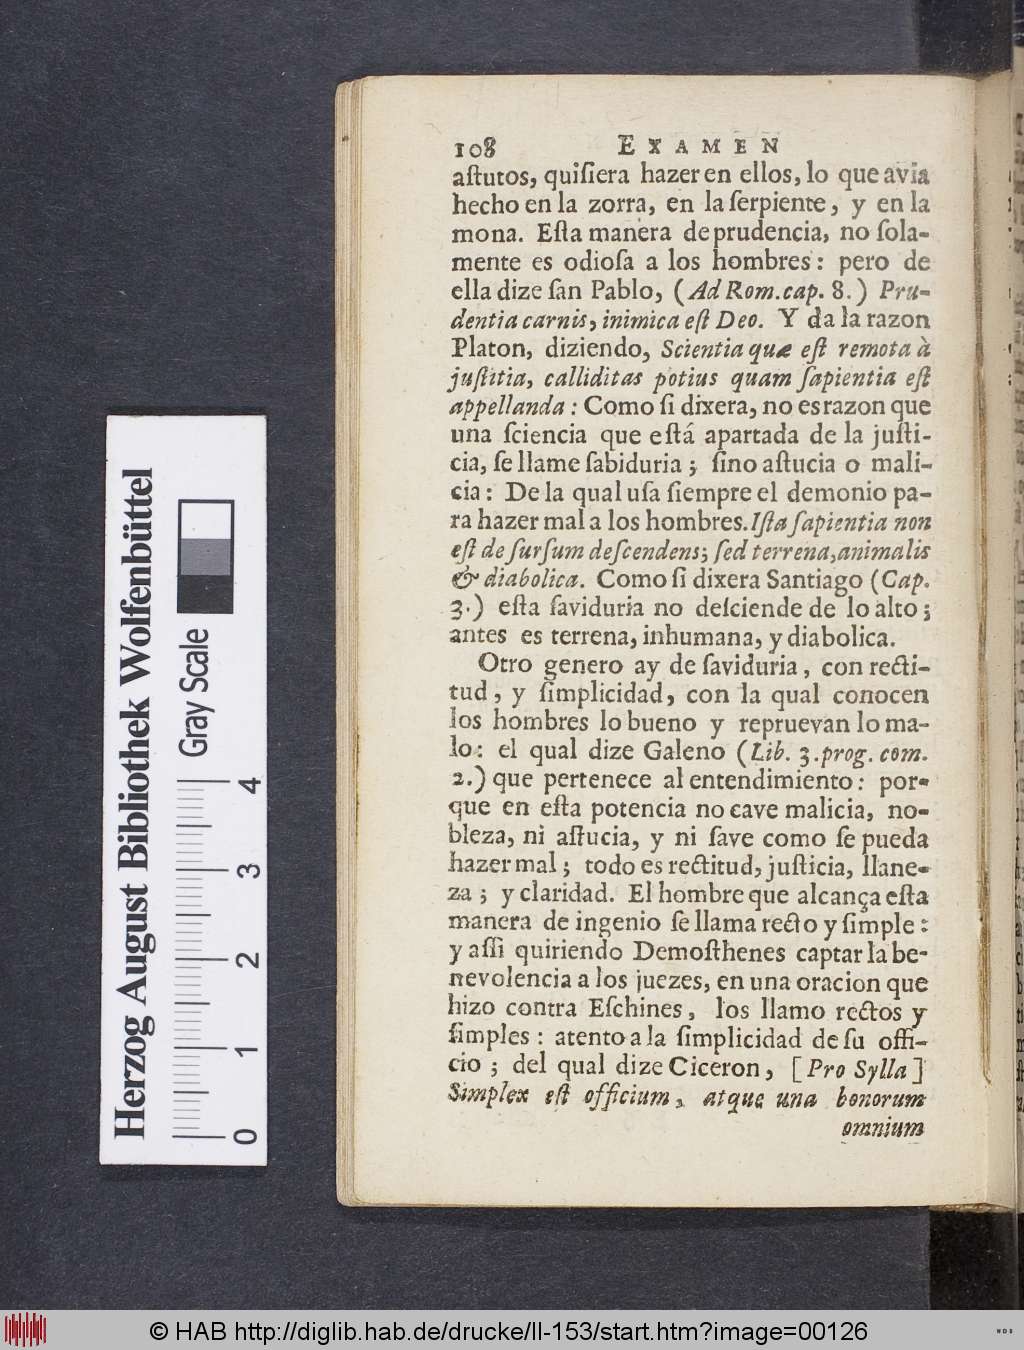 108 EXAMEN
aſtutos, quiſiera hazer en ellos, lo que avia
hecho en la zorra, en la ſerpiente, y en la
mona. Eſta manera de prudencia, no ſola-
mente es odioſa a los hombres: pero de
ella dize ſan Pablo, (Ad Rom. cap. 8.) Pru-
dentia carnis, inimica eſt Deo. Y da la razon
Platon, diziendo, Scientia quæ eſt remota à
juſtitia, calliditas potius quam ſapientia eſt
appellanda: Como ſi dixera, no es razon que
una ſciencia que eſtá apartada de la juſti-
cia, ſe llame ſabiduria; ſino aſtucia o mali-
cia: De la qual uſa ſiempre el demonio pa-
ra hazer mal a los hombres. Iſta ſapientia non
eſt de ſurſum deſcendens; ſed terrena, animalis
& diabolica. Como ſi dixera Santiago (Cap.
3.) eſta ſaviduria no deſciende de lo alto;
antes es terrena, inhumana, y diabolica.
Otro genero ay de ſaviduria, con recti-
tud, y ſimplicidad, con la qual conocen
los hombres lo bueno y repruevan lo ma-
lo: el qual dize Galeno (Lib. 3. prog. com.
2.) que pertenece al entendimiento: por-
que en eſta potencia no cave malicia, no-
bleza, ni aſtucia, y ni ſave como ſe pueda
hazer mal; todo es rectitud, juſticia, llane-
za; y claridad. El hombre que alcança eſta
manera de ingenio ſe llama recto y ſimple:
y aſſi quiriendo Demoſthenes captar la be-
nevolencia a los juezes, en una oracion que
hizo contra Eſchines, los llamo rectos y
ſimples: atento a la ſimplicidad de ſu offi-
cio; del qual dize Ciceron, [Pro Sylla]
Simplex eſt officium, atque una bonorum
omnium
Herzog August Bibliothek Wolfenbüttel
Gray Scale
0 1 2 3 4
© HAB http://diglib.hab.de/drucke/ll-153/start.htm?image=00126